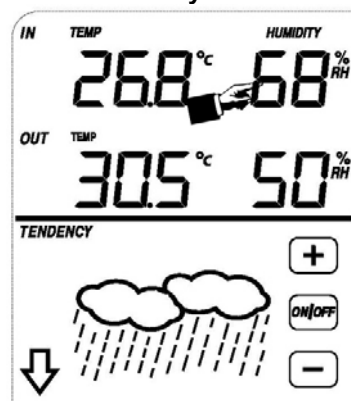 IN TEMP HUMIDITY
26.8 °C 68 % RH
OUT TEMP
30.5 °C 50 % RH
TENDENCY
+
ON/OFF
−